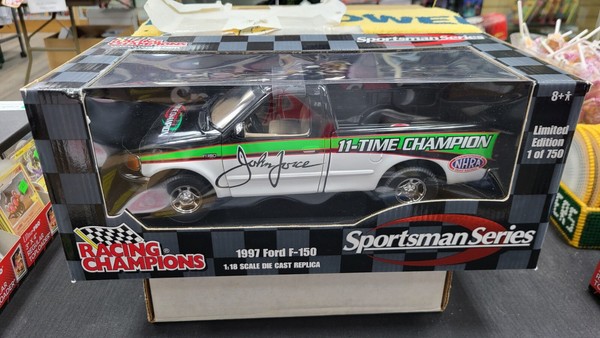 RACING
CHAMPIONS
Sportsman Series
8+
Limited
Edition
1 of 750
11-TIME CHAMPION
NHRA
John Force
RACING
CHAMPIONS
1997 Ford F-150
1:18 SCALE DIE CAST REPLICA
Sportsman Series